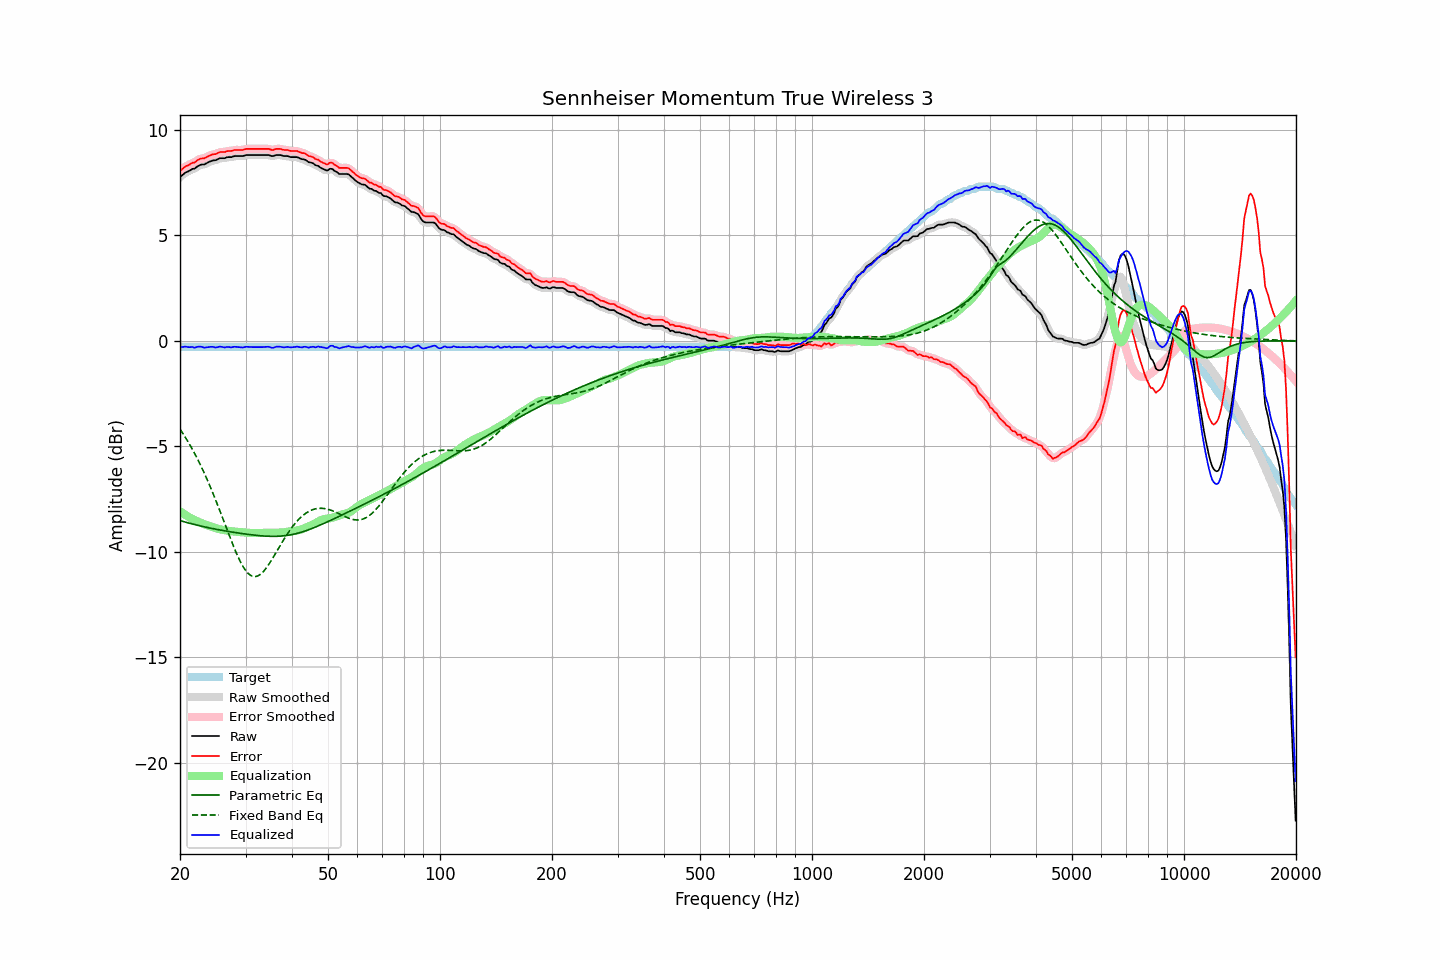 Sennheiser Momentum True Wireless 3
10
5
0
−5
−10
−15
−20
Amplitude (dBr)
Target
Raw Smoothed
Error Smoothed
Raw
Error
Equalization
Parametric Eq
Fixed Band Eq
Equalized
20 50 100 200 500 1000 2000 5000 10000 20000
Frequency (Hz)